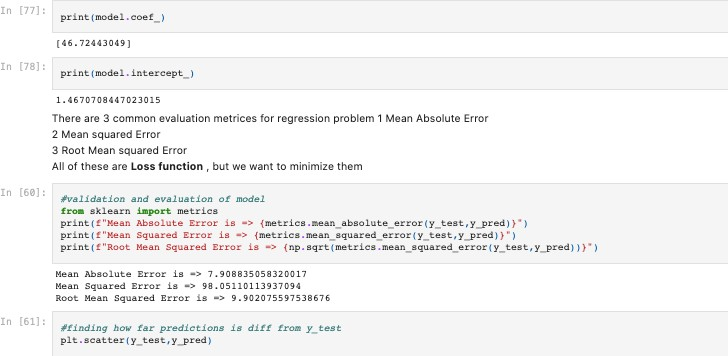 In [77]:
print(model.coef_)
[46.72443049]
In [78]:
print(model.intercept_)
1.4670708447023015
There are 3 common evaluation metrices for regression problem 1 Mean Absolute Error
2 Mean squared Error
3 Root Mean squared Error
All of these are Loss function , but we want to minimize them
In [60]:
#validation and evaluation of model
from sklearn import metrics
print(f"Mean Absolute Error is => {metrics.mean_absolute_error(y_test,y_pred)}")
print(f"Mean Squared Error is => {metrics.mean_squared_error(y_test,y_pred)}")
print(f"Root Mean Squared Error is => {np.sqrt(metrics.mean_squared_error(y_test,y_pred))}")
Mean Absolute Error is => 7.908835058320017
Mean Squared Error is => 98.05110113937094
Root Mean Squared Error is => 9.902075597538676
In [61]:
#finding how far predictions is diff from y_test
plt.scatter(y_test,y_pred)